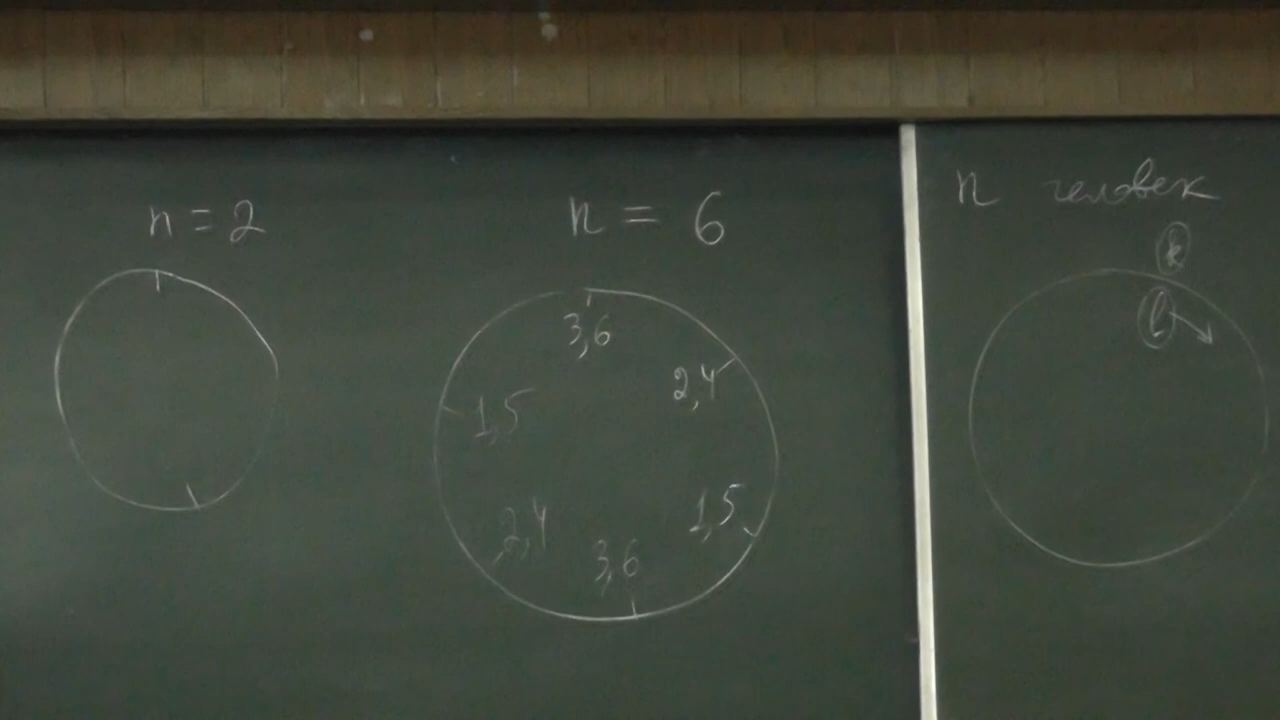 n = 2
n = 6
3,6
2,4
1,5
1,5
2,4
3,6
n человек
k
l